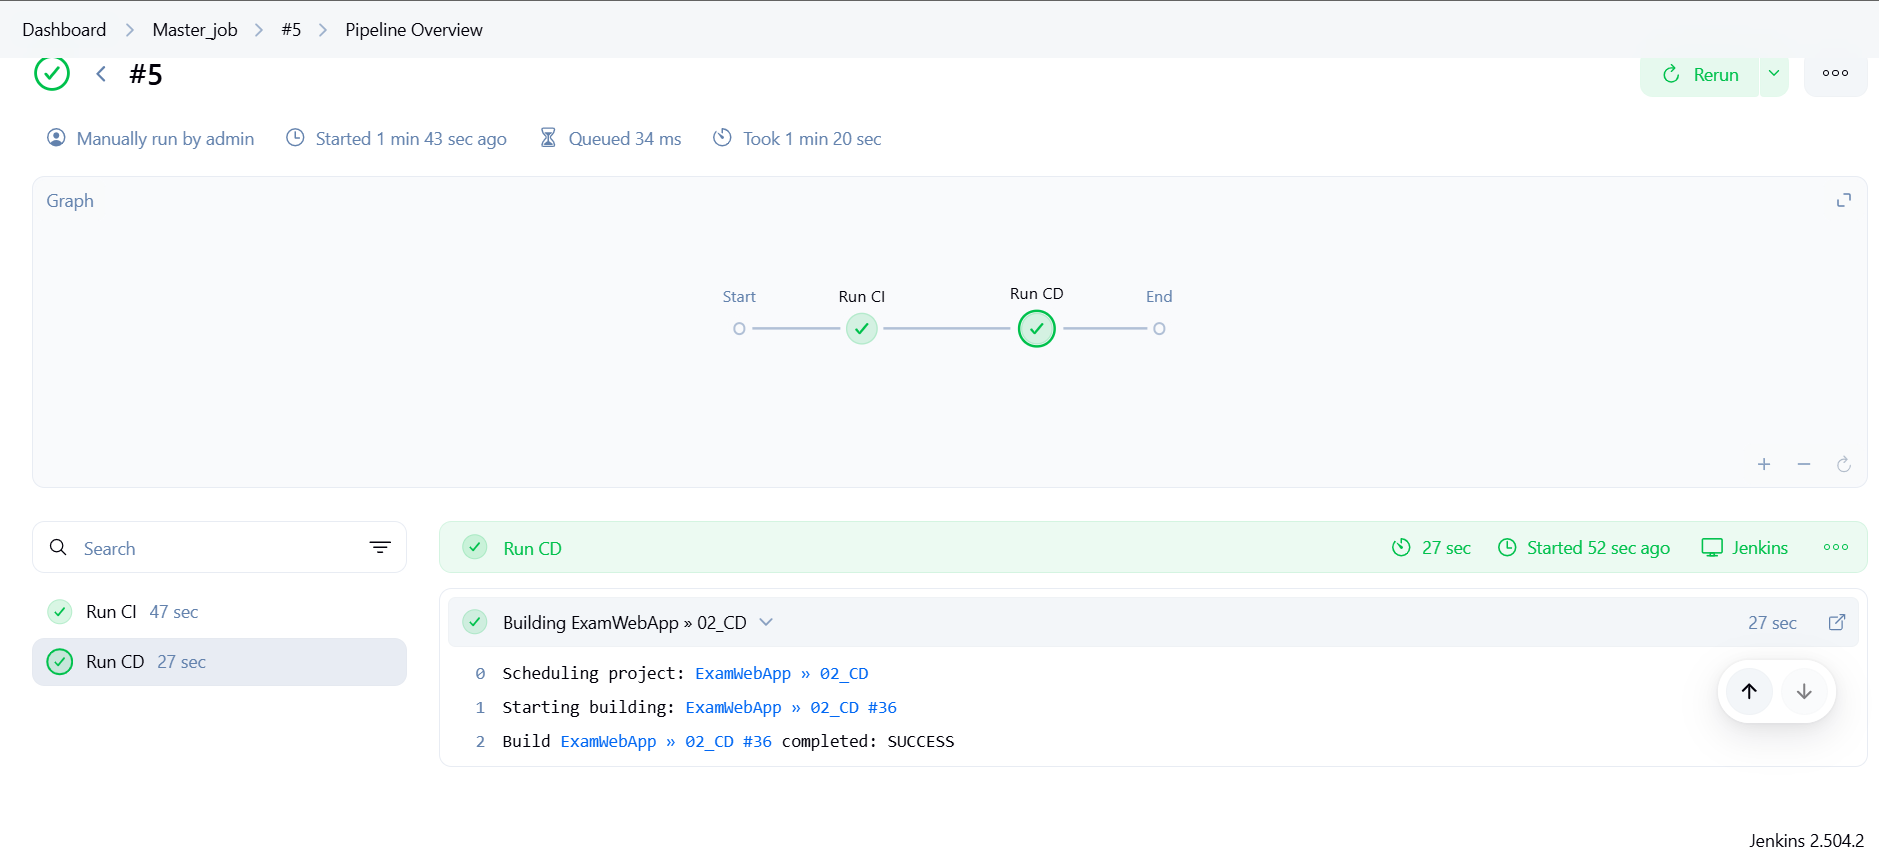 Dashboard > Master_job > #5 > Pipeline Overview
#5
Rerun
Manually run by admin Started 1 min 43 sec ago Queued 34 ms Took 1 min 20 sec
Graph
Start Run CI Run CD End
Search
Run CI 47 sec
Run CD 27 sec
Run CD 27 sec Started 52 sec ago Jenkins
Building ExamWebApp » 02_CD 27 sec
0 Scheduling project: ExamWebApp » 02_CD
1 Starting building: ExamWebApp » 02_CD #36
2 Build ExamWebApp » 02_CD #36 completed: SUCCESS
Jenkins 2.504.2